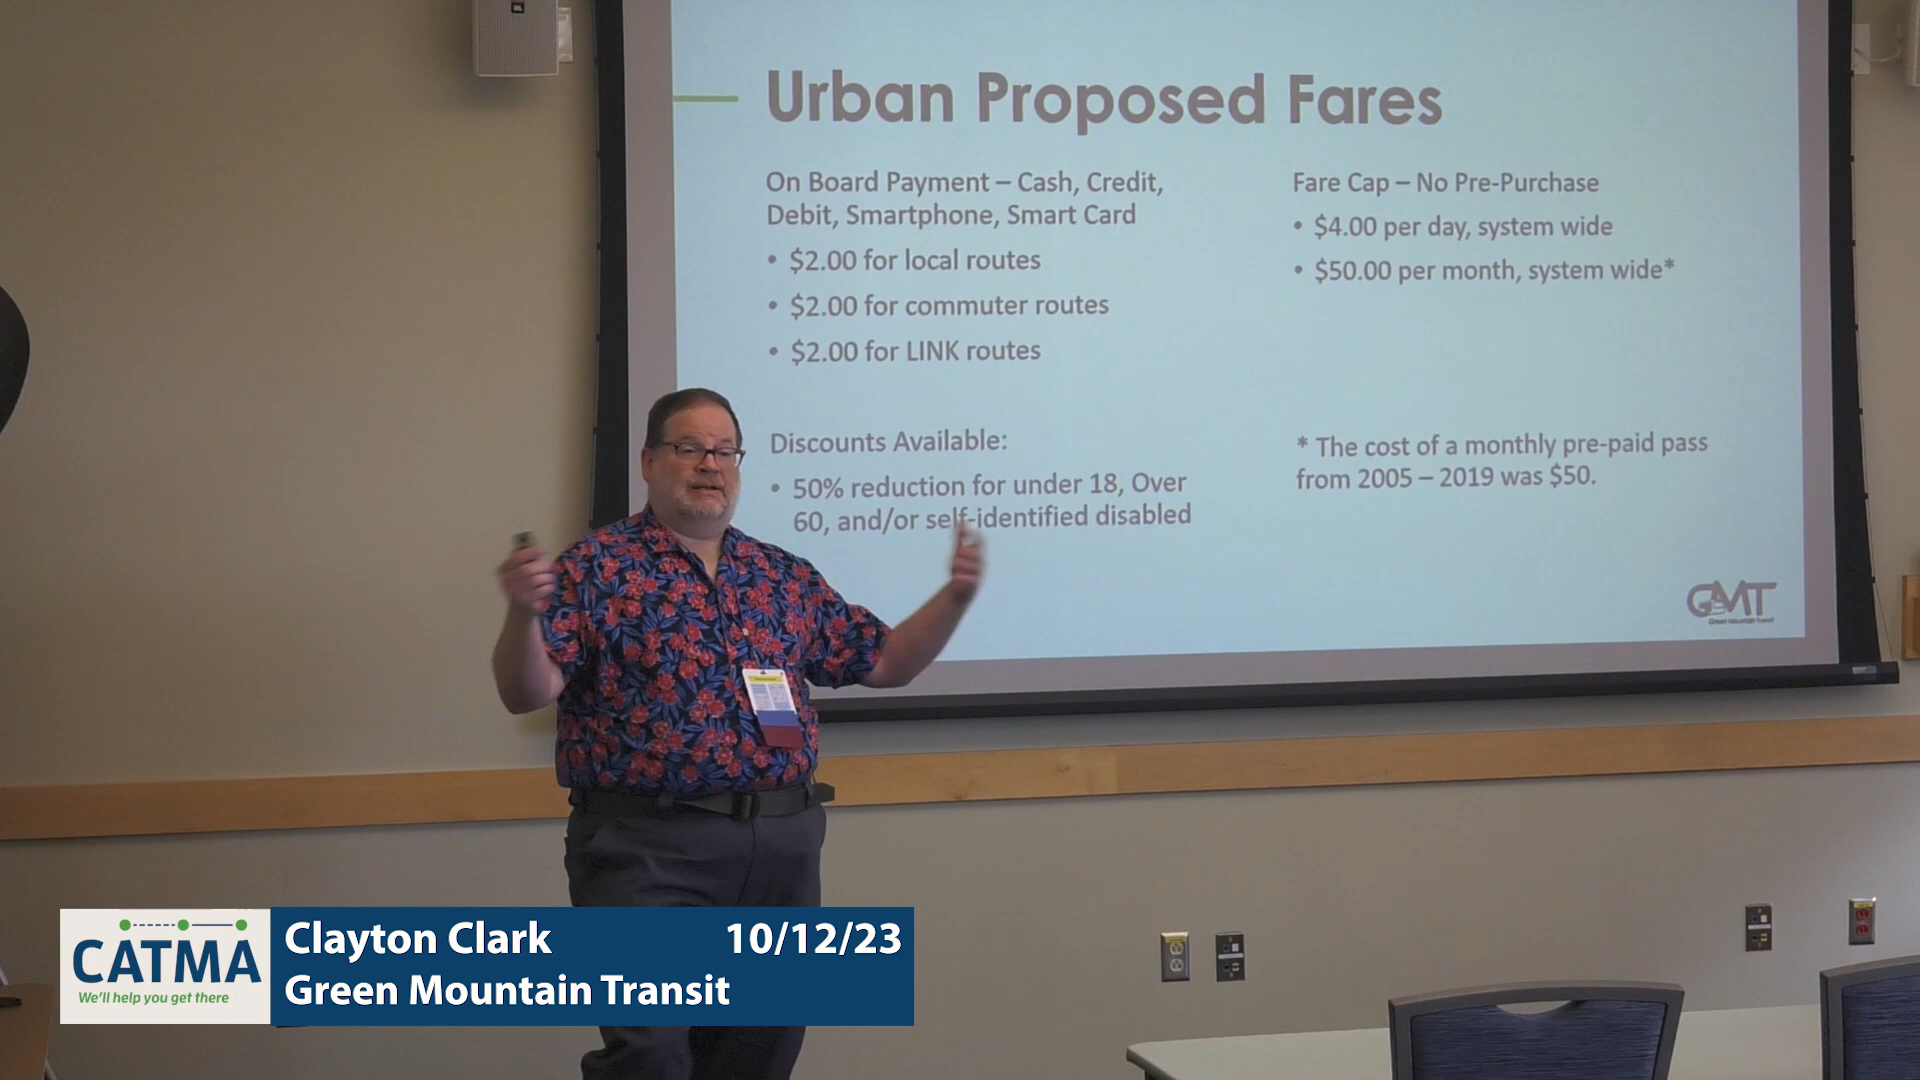 Urban Proposed Fares
On Board Payment – Cash, Credit,
Debit, Smartphone, Smart Card
• $2.00 for local routes
• $2.00 for commuter routes
• $2.00 for LINK routes
Discounts Available:
• 50% reduction for under 18, Over
60, and/or self-identified disabled
Fare Cap – No Pre-Purchase
• $4.00 per day, system wide
• $50.00 per month, system wide*
* The cost of a monthly pre-paid pass
from 2005 – 2019 was $50.
GMT
Green Mountain Transit
CATMA
We'll help you get there
Clayton Clark 10/12/23
Green Mountain Transit